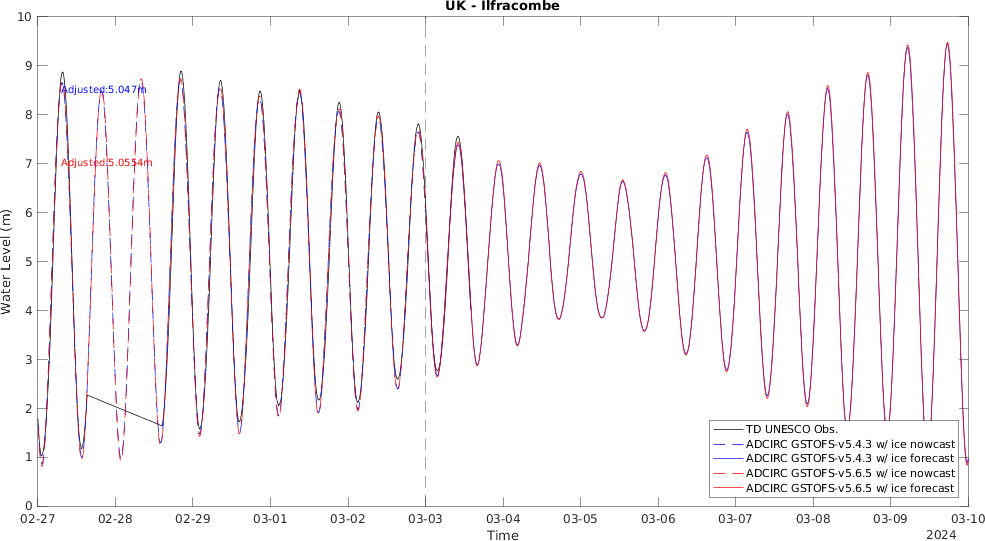 UK - Ilfracombe
10
9
8
7
6
5
4
3
2
1
0
Water Level (m)
Adjusted:5.047m
Adjusted:5.0554m
TD UNESCO Obs.
ADCIRC GSTOFS-v5.4.3 w/ ice nowcast
ADCIRC GSTOFS-v5.4.3 w/ ice forecast
ADCIRC GSTOFS-v5.6.5 w/ ice nowcast
ADCIRC GSTOFS-v5.6.5 w/ ice forecast
02-27 02-28 02-29 03-01 03-02 03-03 03-04 03-05 03-06 03-07 03-08 03-09 03-10
Time
2024